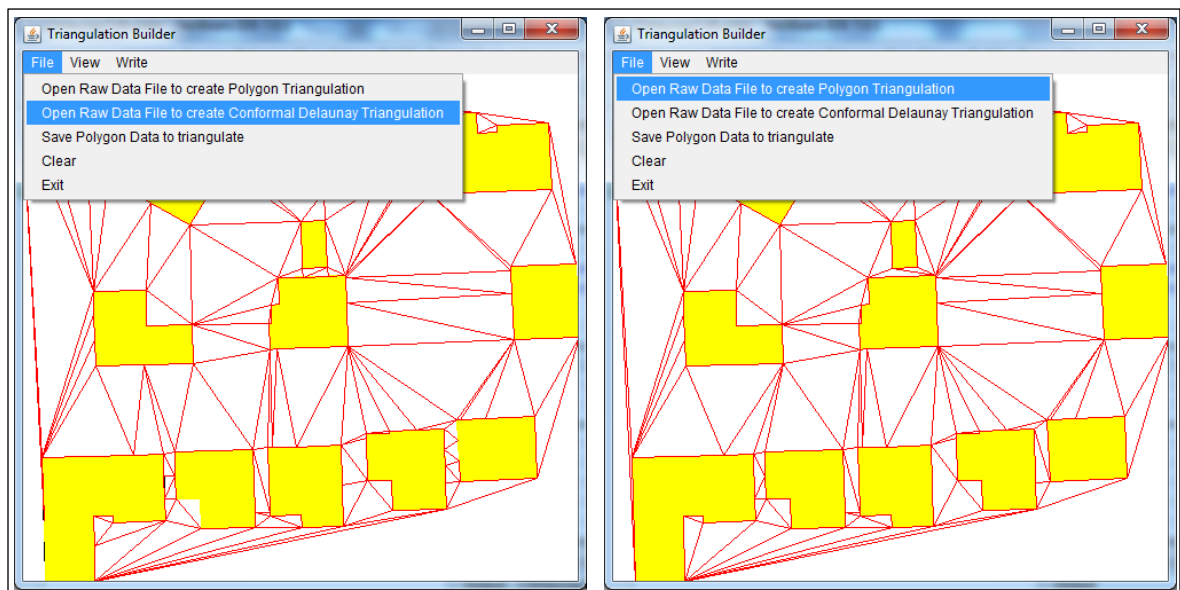 Triangulation Builder
File View Write
Open Raw Data File to create Polygon Triangulation
Open Raw Data File to create Conformal Delaunay Triangulation
Save Polygon Data to triangulate
Clear
Exit
Triangulation Builder
File View Write
Open Raw Data File to create Polygon Triangulation
Open Raw Data File to create Conformal Delaunay Triangulation
Save Polygon Data to triangulate
Clear
Exit